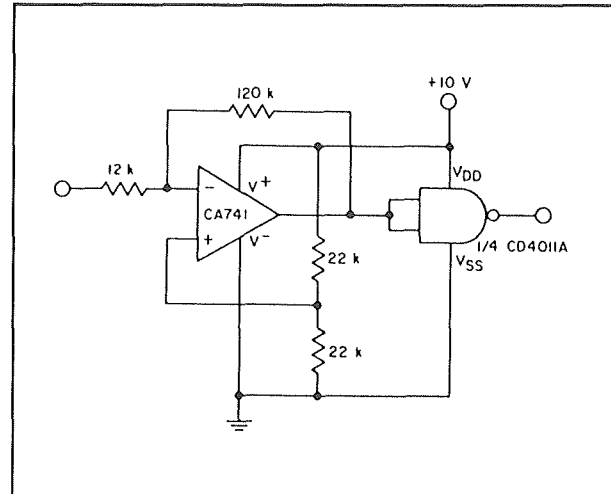 +10 V
120 k
12 k
VDD
−
V+
CA741
+
V−
22 k
1/4 CD4011A
VSS
22 k